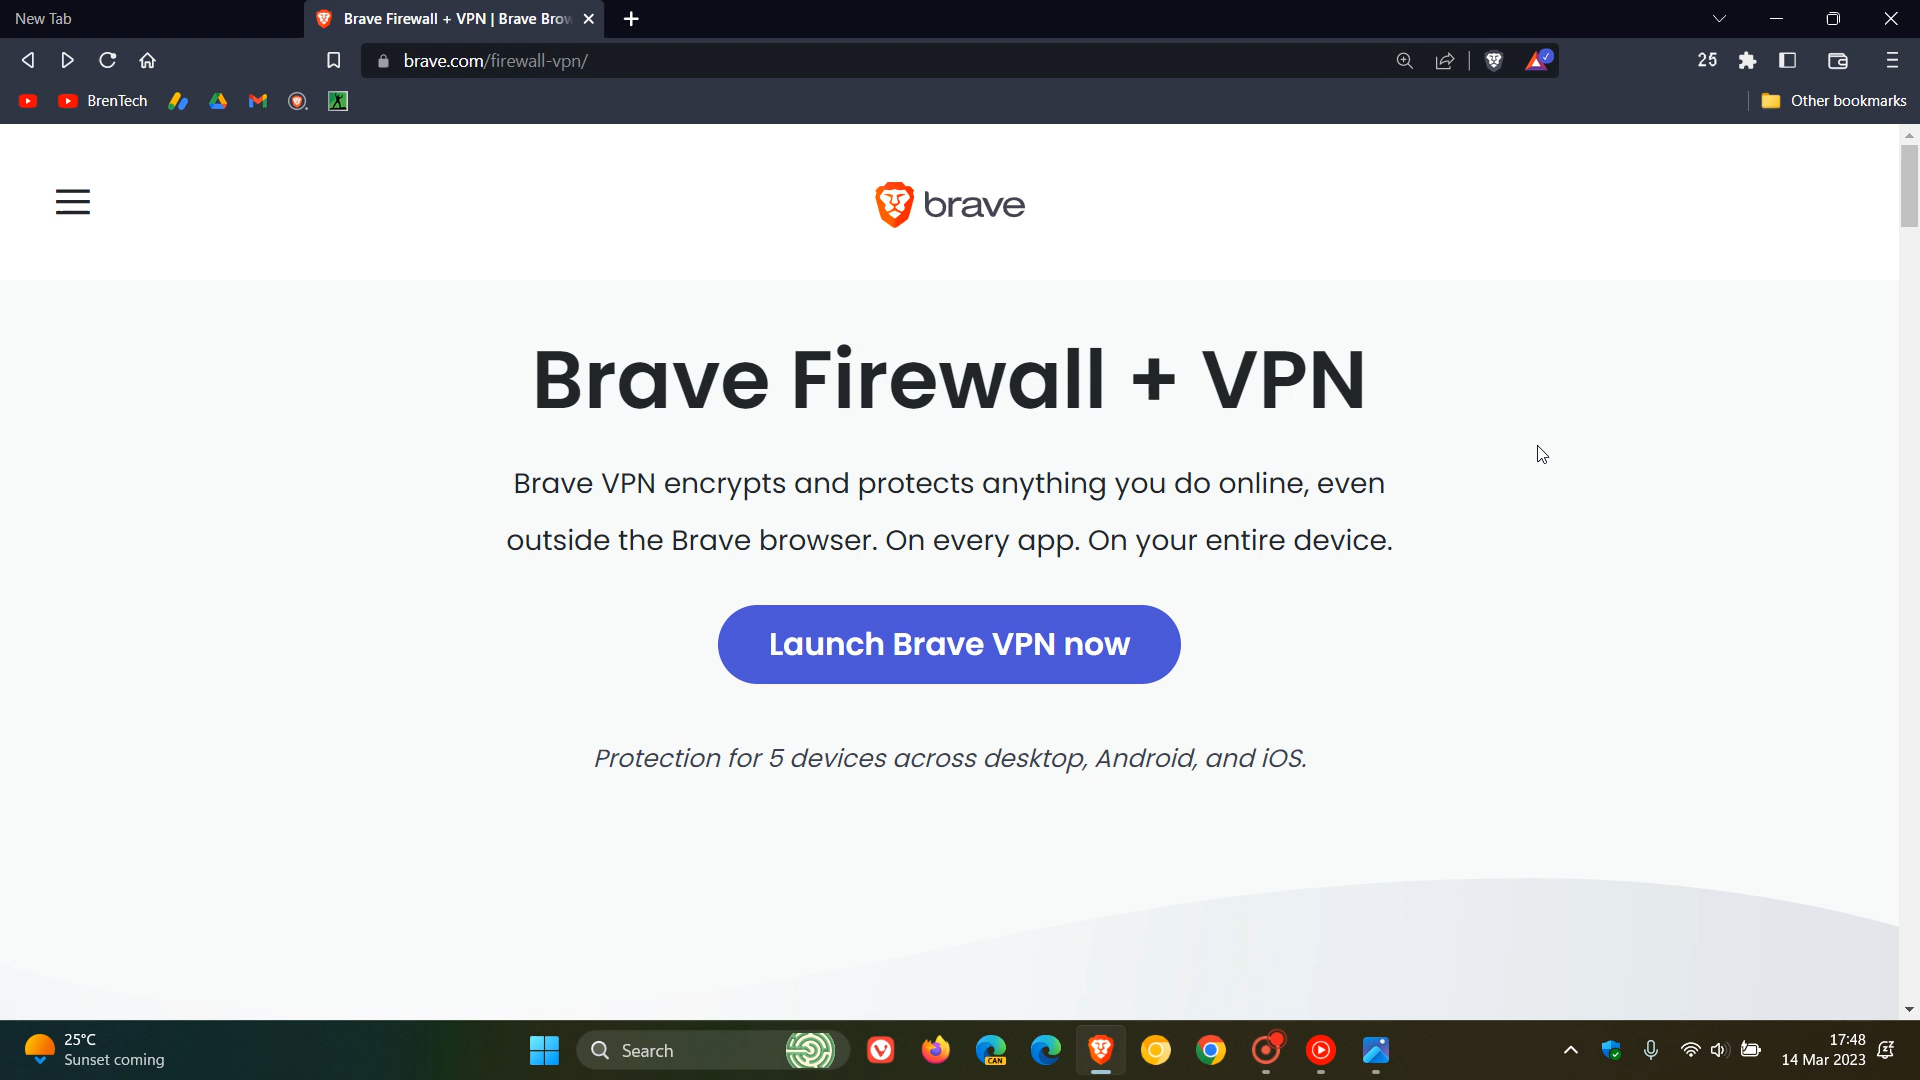 New Tab
Brave Firewall + VPN | Brave Brow
brave.com/firewall-vpn/
25
BrenTech
Other bookmarks
brave
Brave Firewall + VPN
Brave VPN encrypts and protects anything you do online, even
outside the Brave browser. On every app. On your entire device.
Launch Brave VPN now
Protection for 5 devices across desktop, Android, and iOS.
25°C
Sunset coming
Search
CAN
17:48
14 Mar 2023